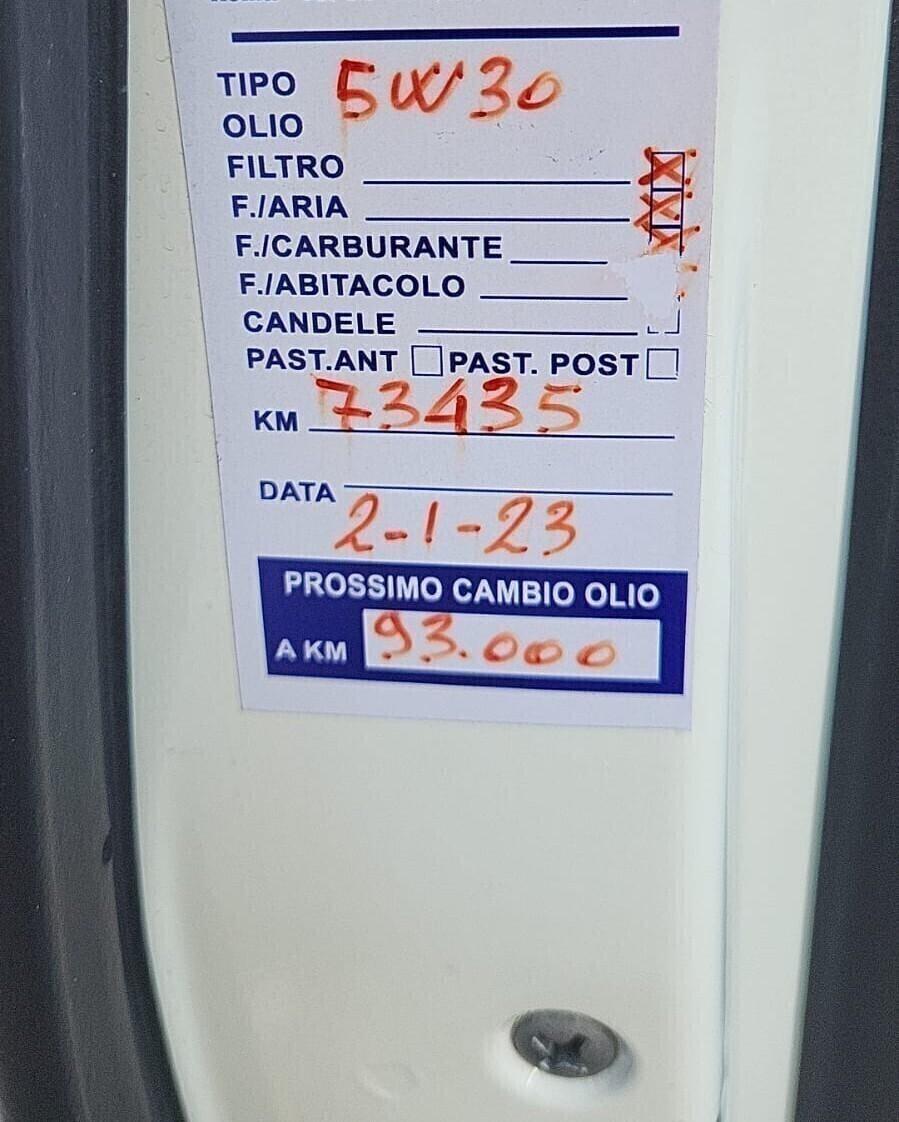 TIPO 5W30
OLIO
FILTRO X
F./ARIA X
F./CARBURANTE X
F./ABITACOLO
CANDELE
PAST.ANT PAST. POST
KM 73435
DATA 2-1-23
PROSSIMO CAMBIO OLIO
A KM 93.000